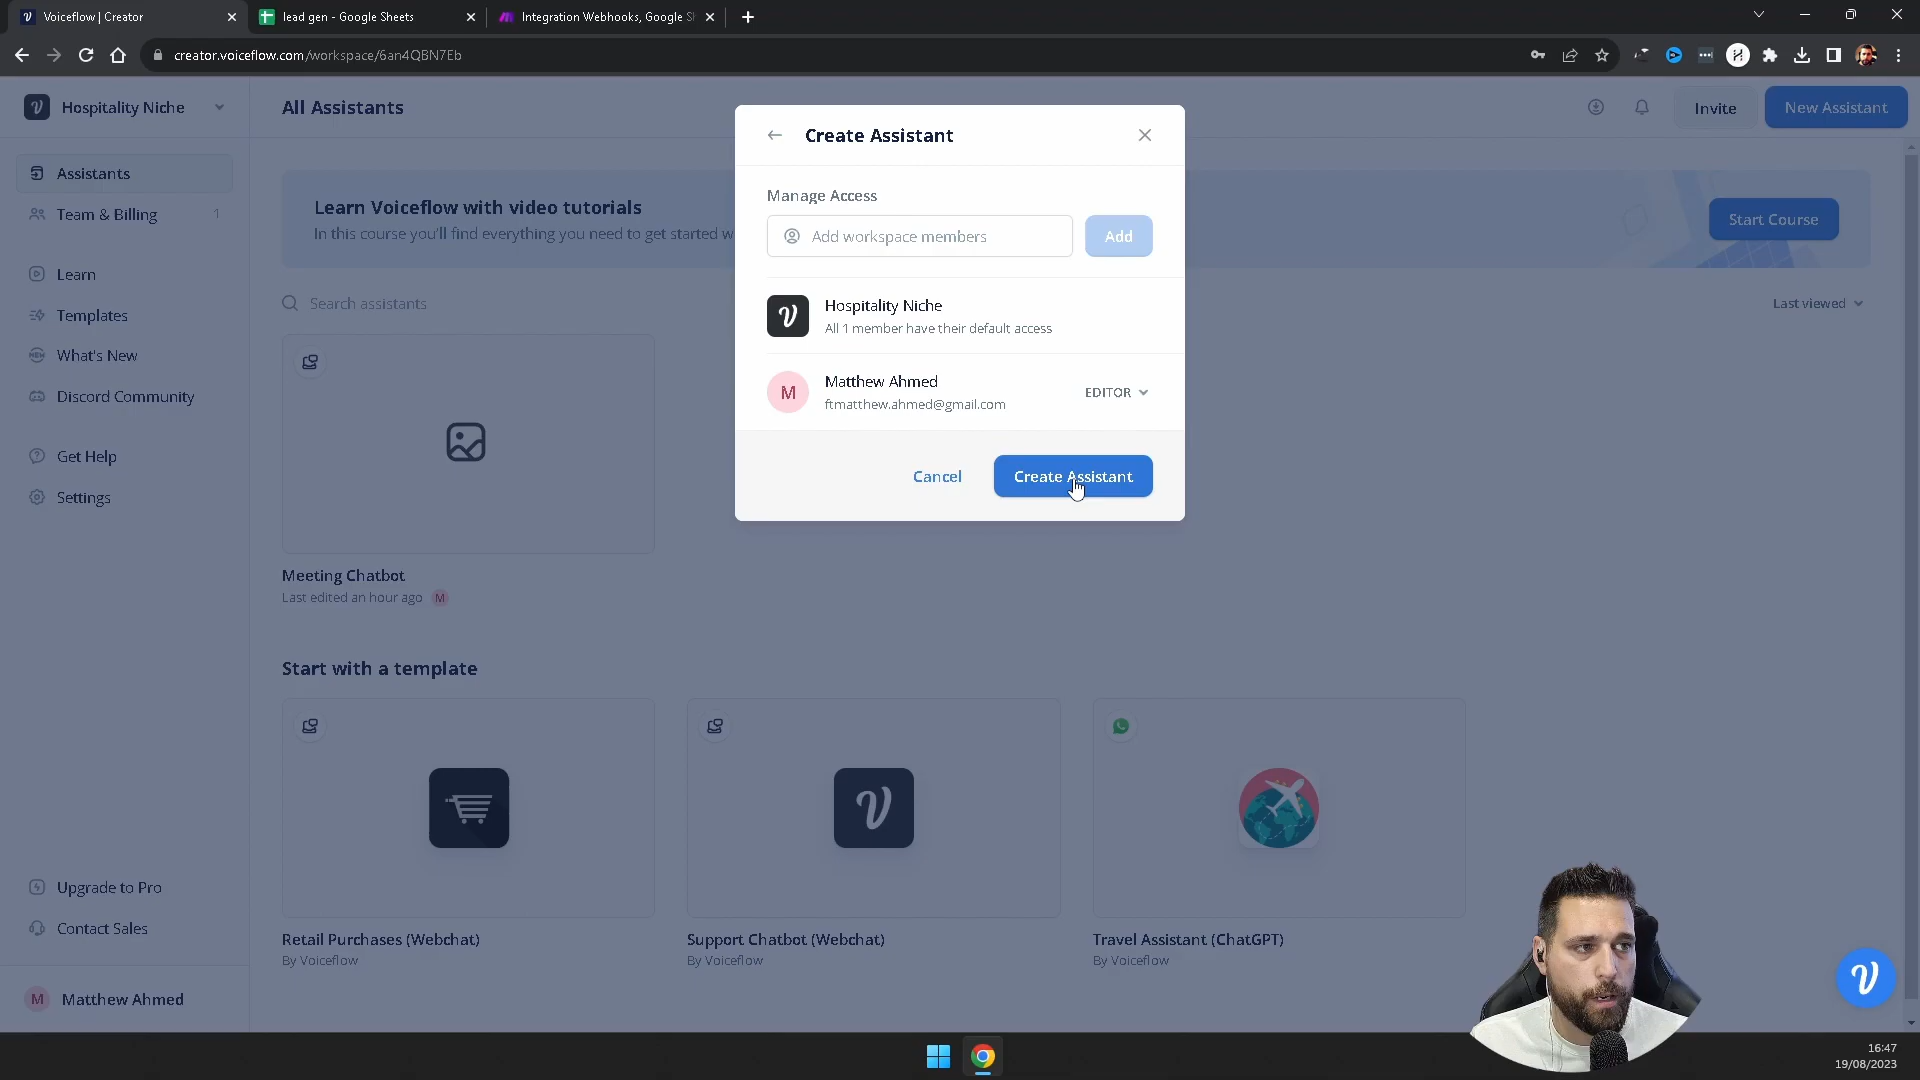 Voiceflow | Creator
lead gen - Google Sheets
Integration Webhooks, Google Sh
creator.voiceflow.com/workspace/6an4QBN7Eb
Hospitality Niche
All Assistants
Invite
New Assistant
Create Assistant
Manage Access
Add workspace members
Add
Hospitality Niche
All 1 member have their default access
M
Matthew Ahmed
ftmatthew.ahmed@gmail.com
EDITOR
Cancel
Create Assistant
Assistants
Team & Billing
1
Learn
Templates
What's New
Discord Community
Get Help
Settings
Upgrade to Pro
Contact Sales
M
Matthew Ahmed
Learn Voiceflow with video tutorials
In this course you'll find everything you need to get started w
Start Course
Search assistants
Last viewed
Meeting Chatbot
Last edited an hour ago
M
Start with a template
Retail Purchases (Webchat)
By Voiceflow
Support Chatbot (Webchat)
By Voiceflow
Travel Assistant (ChatGPT)
By Voiceflow
16:47
19/08/2023